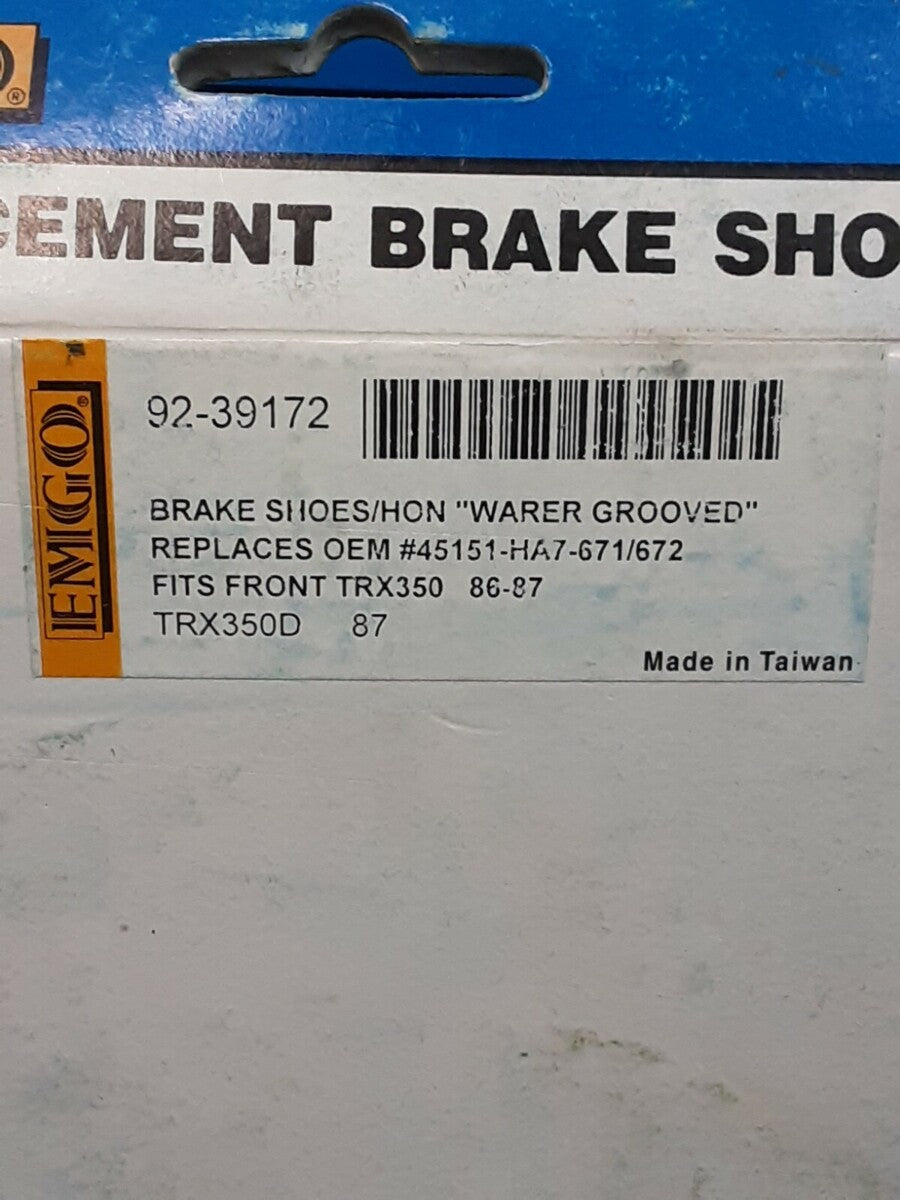 ®
CEMENT BRAKE SHO
EMGO®
92-39172
BRAKE SHOES/HON "WARER GROOVED"
REPLACES OEM #45151-HA7-671/672
FITS FRONT TRX350 86-87
TRX350D 87
Made in Taiwan